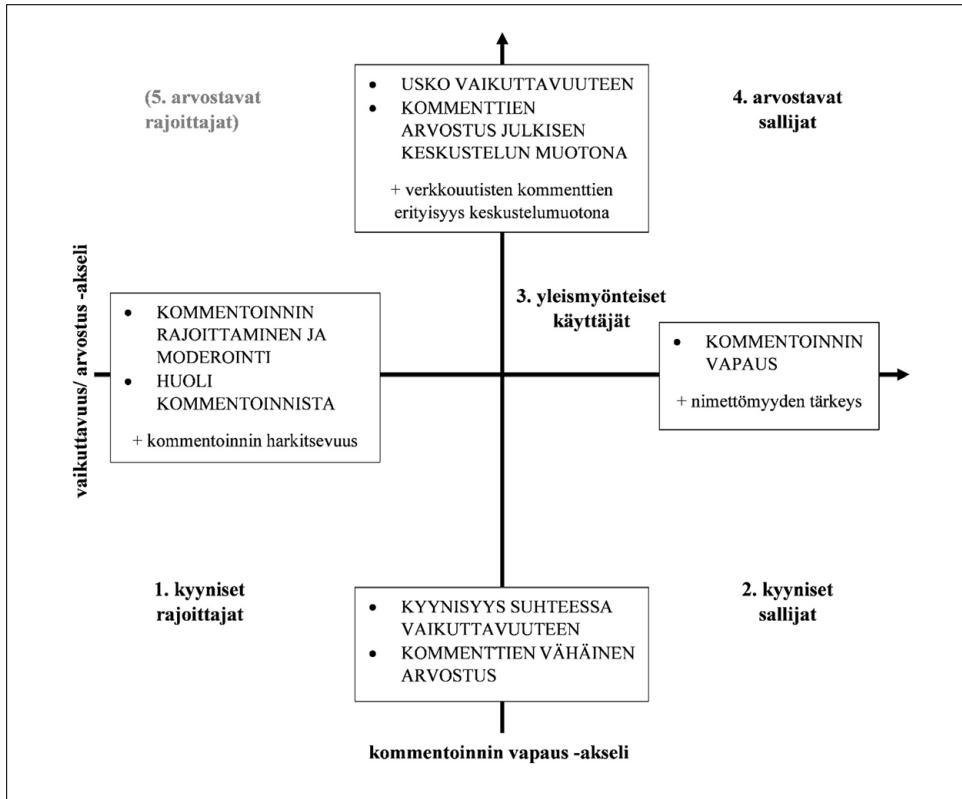 (5. arvostavat
rajoittajat)
• USKO VAIKUTTAVUUTEEN
• KOMMENTTIEN
ARVOSTUS JULKISEN
KESKUSTELUN MUOTONA
+ verkkouutisten kommenttien
erityisyys keskustelumuotona
4. arvostavat
sallijat
vaikuttavuus/ arvostus -akseli
• KOMMENTOINNIN
RAJOITTAMINEN JA
MODEROINTI
• HUOLI
KOMMENTOINNISTA
+ kommentoinnin harkitsevuus
3. yleismyönteiset
käyttäjät
• KOMMENTOINNIN
VAPAUS
+ nimettömyyden tärkeys
1. kyyniset
rajoittajat
• KYYNISYYS SUHTEESSA
VAIKUTTAVUUTEEN
• KOMMENTTIEN VÄHÄINEN
ARVOSTUS
2. kyyniset
sallijat
kommentoinnin vapaus -akseli